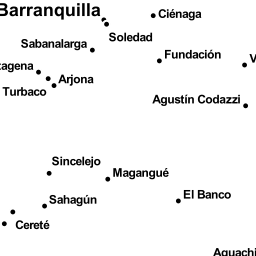 Barranquilla
Ciénaga
Soledad
Sabanalarga
Fundación
tagena
V
Arjona
Turbaco
Agustín Codazzi
Sincelejo
Magangué
El Banco
Sahagún
Cereté
Aguachi